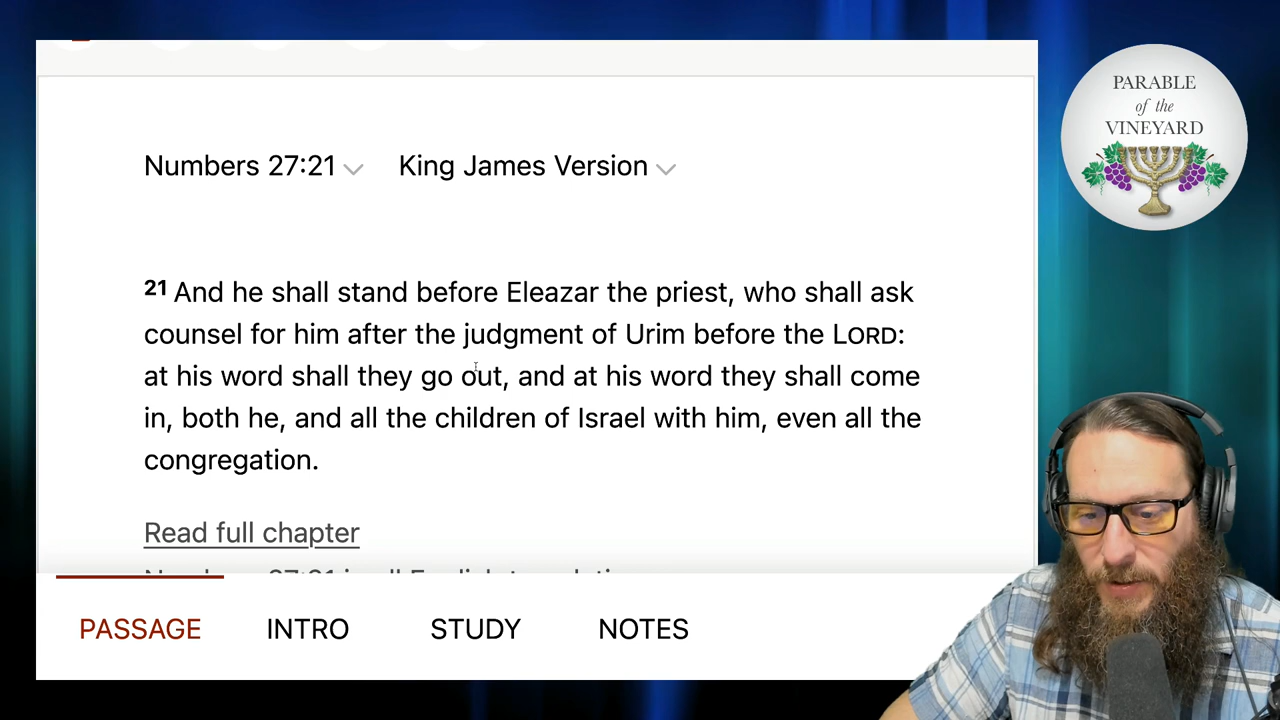 Numbers 27:21 King James Version
21 And he shall stand before Eleazar the priest, who shall ask
counsel for him after the judgment of Urim before the LORD:
at his word shall they go out, and at his word they shall come
in, both he, and all the children of Israel with him, even all the
congregation.
Read full chapter
PASSAGE INTRO STUDY NOTES
PARABLE
of the
VINEYARD